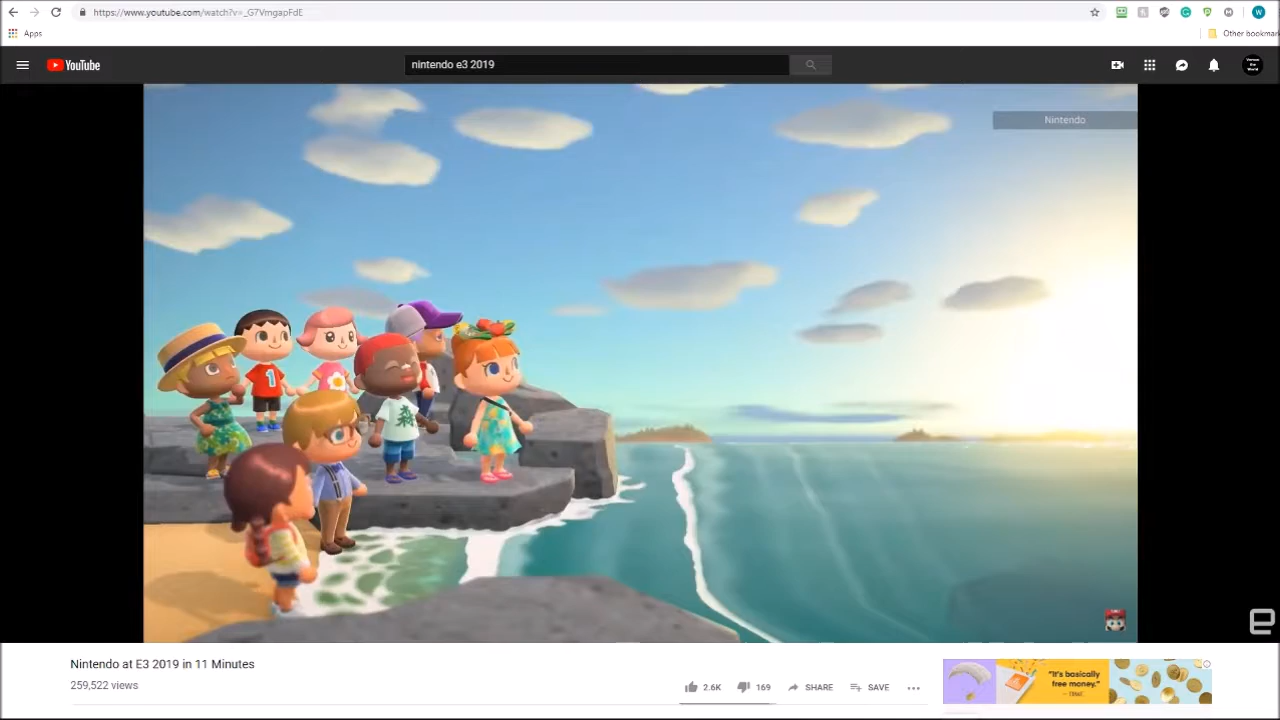 https://www.youtube.com/watch?v=_G7VmgapFdE
Apps
Other bookmar
YouTube
nintendo e3 2019
Nintendo
1
Nintendo at E3 2019 in 11 Minutes
259,522 views
2.6K
169
SHARE
SAVE
"It's basically
free money."